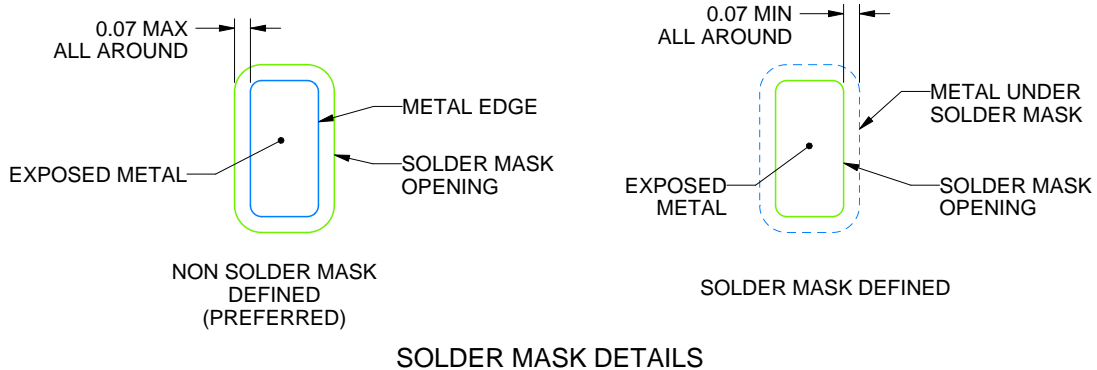 0.07 MAX
ALL AROUND
METAL EDGE
EXPOSED METAL
SOLDER MASK
OPENING
NON SOLDER MASK
DEFINED
(PREFERRED)
0.07 MIN
ALL AROUND
METAL UNDER
SOLDER MASK
EXPOSED
METAL
SOLDER MASK
OPENING
SOLDER MASK DEFINED
SOLDER MASK DETAILS